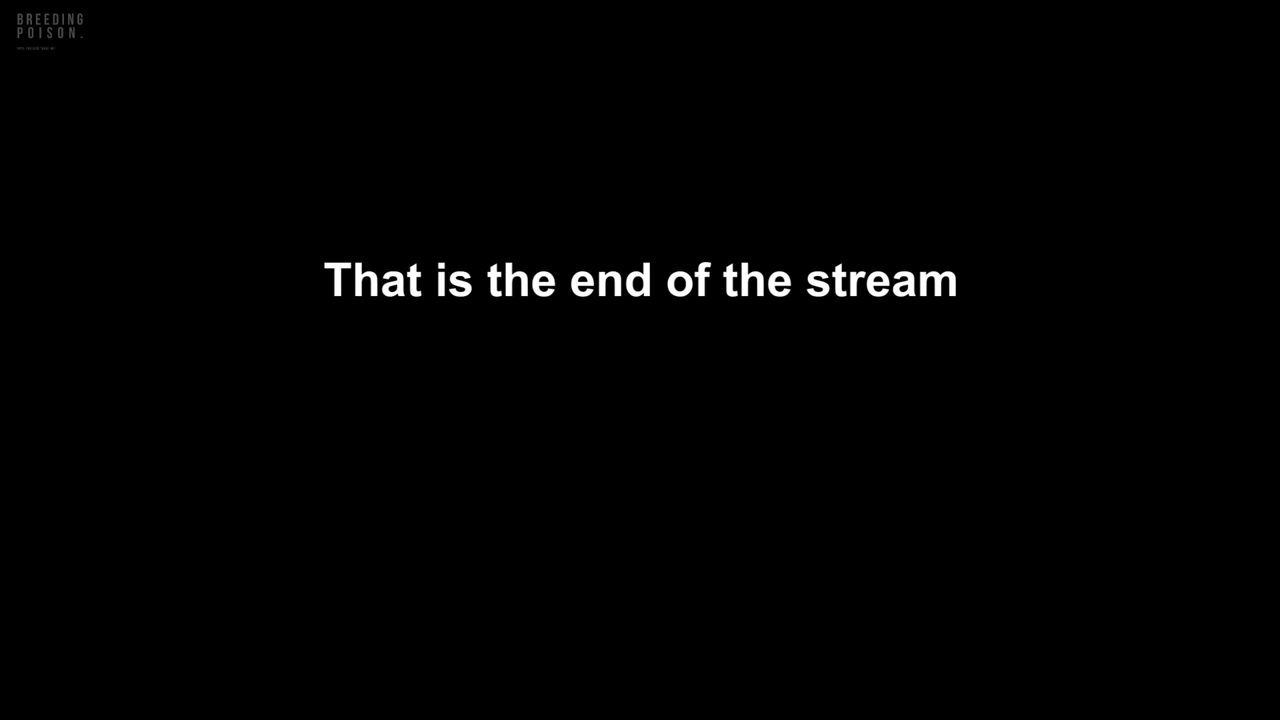 BREEDING
POISON.
That is the end of the stream